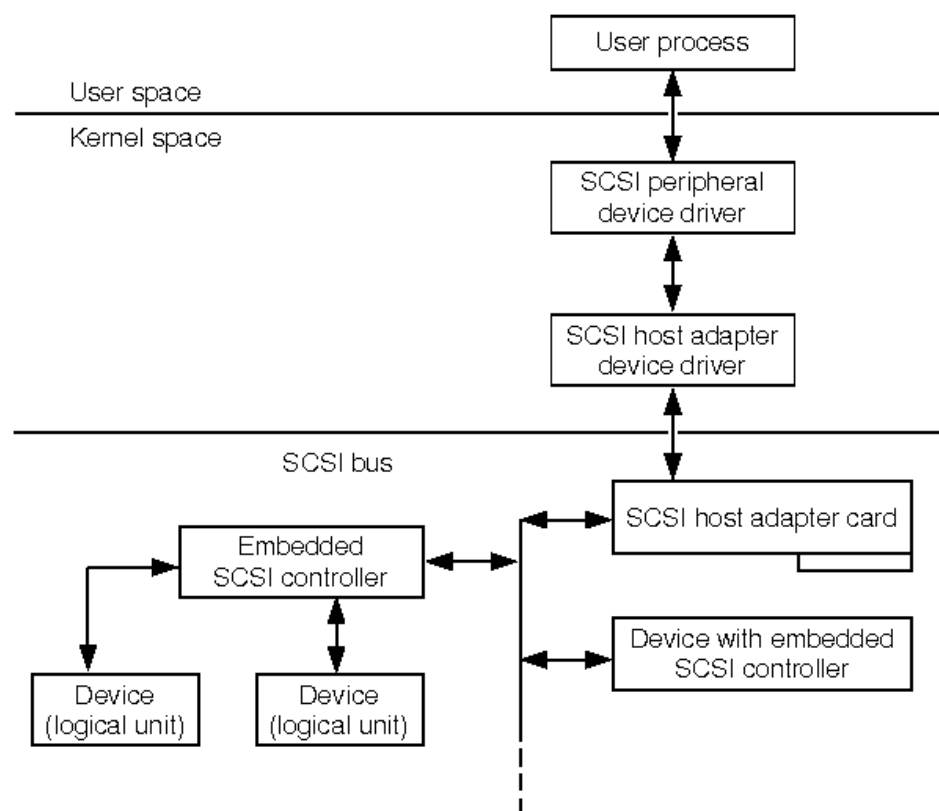 User process
User space
Kernel space
SCSI peripheral
device driver
SCSI host adapter
device driver
SCSI bus
SCSI host adapter card
Embedded
SCSI controller
Device with embedded
SCSI controller
Device
(logical unit)
Device
(logical unit)